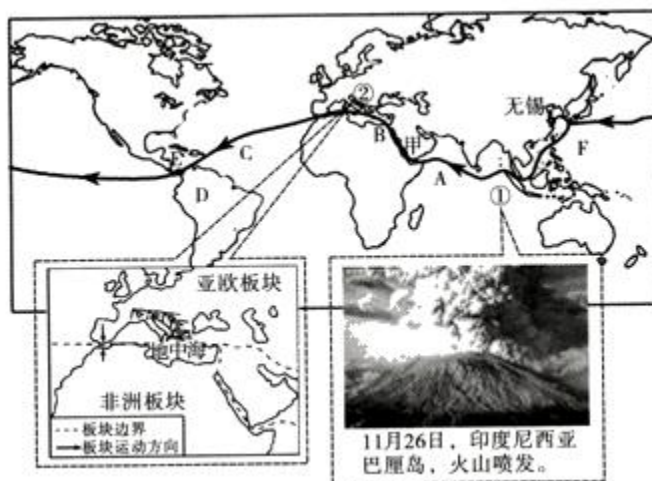 ②
无锡
B
甲
C
E
A
F
D
①
亚欧板块
地中海
非洲板块
板块边界
板块运动方向
11月26日，印度尼西亚
巴厘岛，火山喷发。